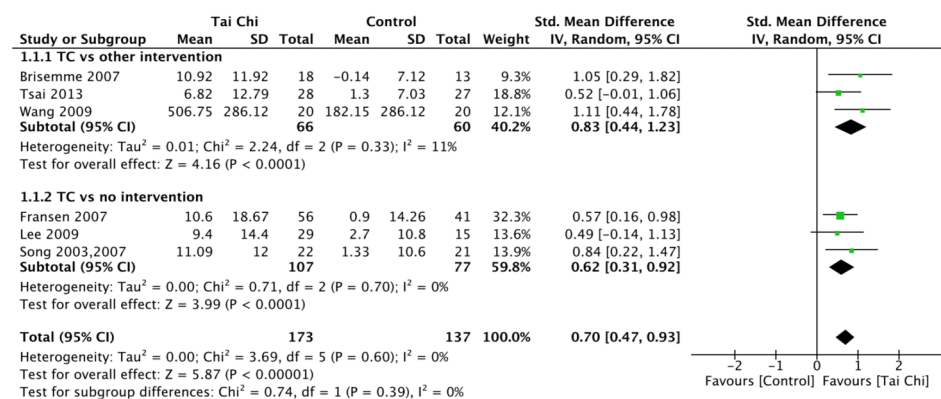 Tai Chi Control Std. Mean Difference Std. Mean Difference
Study or Subgroup Mean SD Total Mean SD Total Weight IV, Random, 95% CI IV, Random, 95% CI
1.1.1 TC vs other intervention
Brisemme 2007 10.92 11.92 18 −0.14 7.12 13 9.3% 1.05 [0.29, 1.82]
Tsai 2013 6.82 12.79 28 1.3 7.03 27 18.8% 0.52 [−0.01, 1.06]
Wang 2009 506.75 286.12 20 182.15 286.12 20 12.1% 1.11 [0.44, 1.78]
Subtotal (95% CI) 66 60 40.2% 0.83 [0.44, 1.23]
Heterogeneity: Tau² = 0.01; Chi² = 2.24, df = 2 (P = 0.33); I² = 11%
Test for overall effect: Z = 4.16 (P < 0.0001)
1.1.2 TC vs no intervention
Fransen 2007 10.6 18.67 56 0.9 14.26 41 32.3% 0.57 [0.16, 0.98]
Lee 2009 9.4 14.4 29 2.7 10.8 15 13.6% 0.49 [−0.14, 1.13]
Song 2003,2007 11.09 12 22 1.33 10.6 21 13.9% 0.84 [0.22, 1.47]
Subtotal (95% CI) 107 77 59.8% 0.62 [0.31, 0.92]
Heterogeneity: Tau² = 0.00; Chi² = 0.71, df = 2 (P = 0.70); I² = 0%
Test for overall effect: Z = 3.99 (P < 0.0001)
Total (95% CI) 173 137 100.0% 0.70 [0.47, 0.93]
Heterogeneity: Tau² = 0.00; Chi² = 3.69, df = 5 (P = 0.60); I² = 0%
Test for overall effect: Z = 5.87 (P < 0.00001)
Test for subgroup differences: Chi² = 0.74, df = 1 (P = 0.39), I² = 0%
−2 −1 0 1 2
Favours [Control] Favours [Tai Chi]